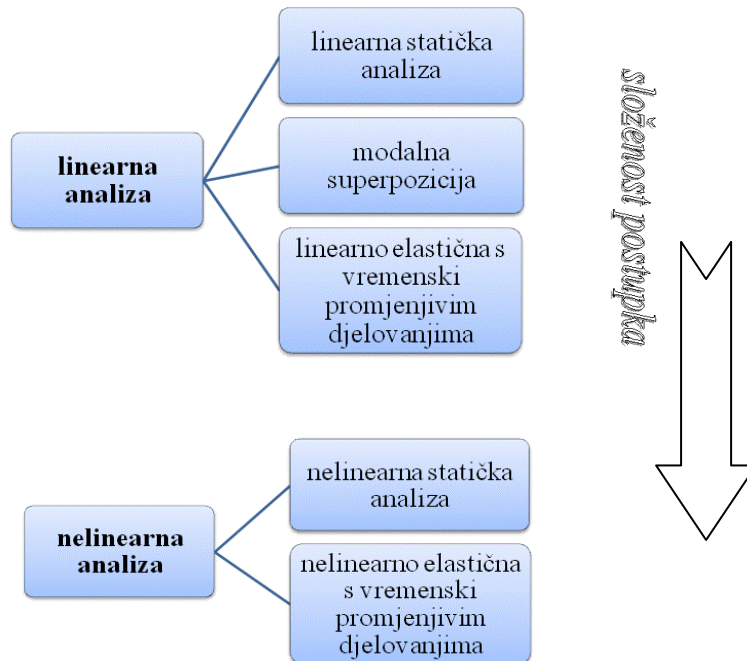 linearna statička
analiza
linearna
analiza
modalna
superpozicija
linearno elastična s
vremenski
promjenjivim
djelovanjima
složenost postupka
nelinearna
analiza
nelinearna statička
analiza
nelinearno elastična
s vremenski
promjenjivim
djelovanjima